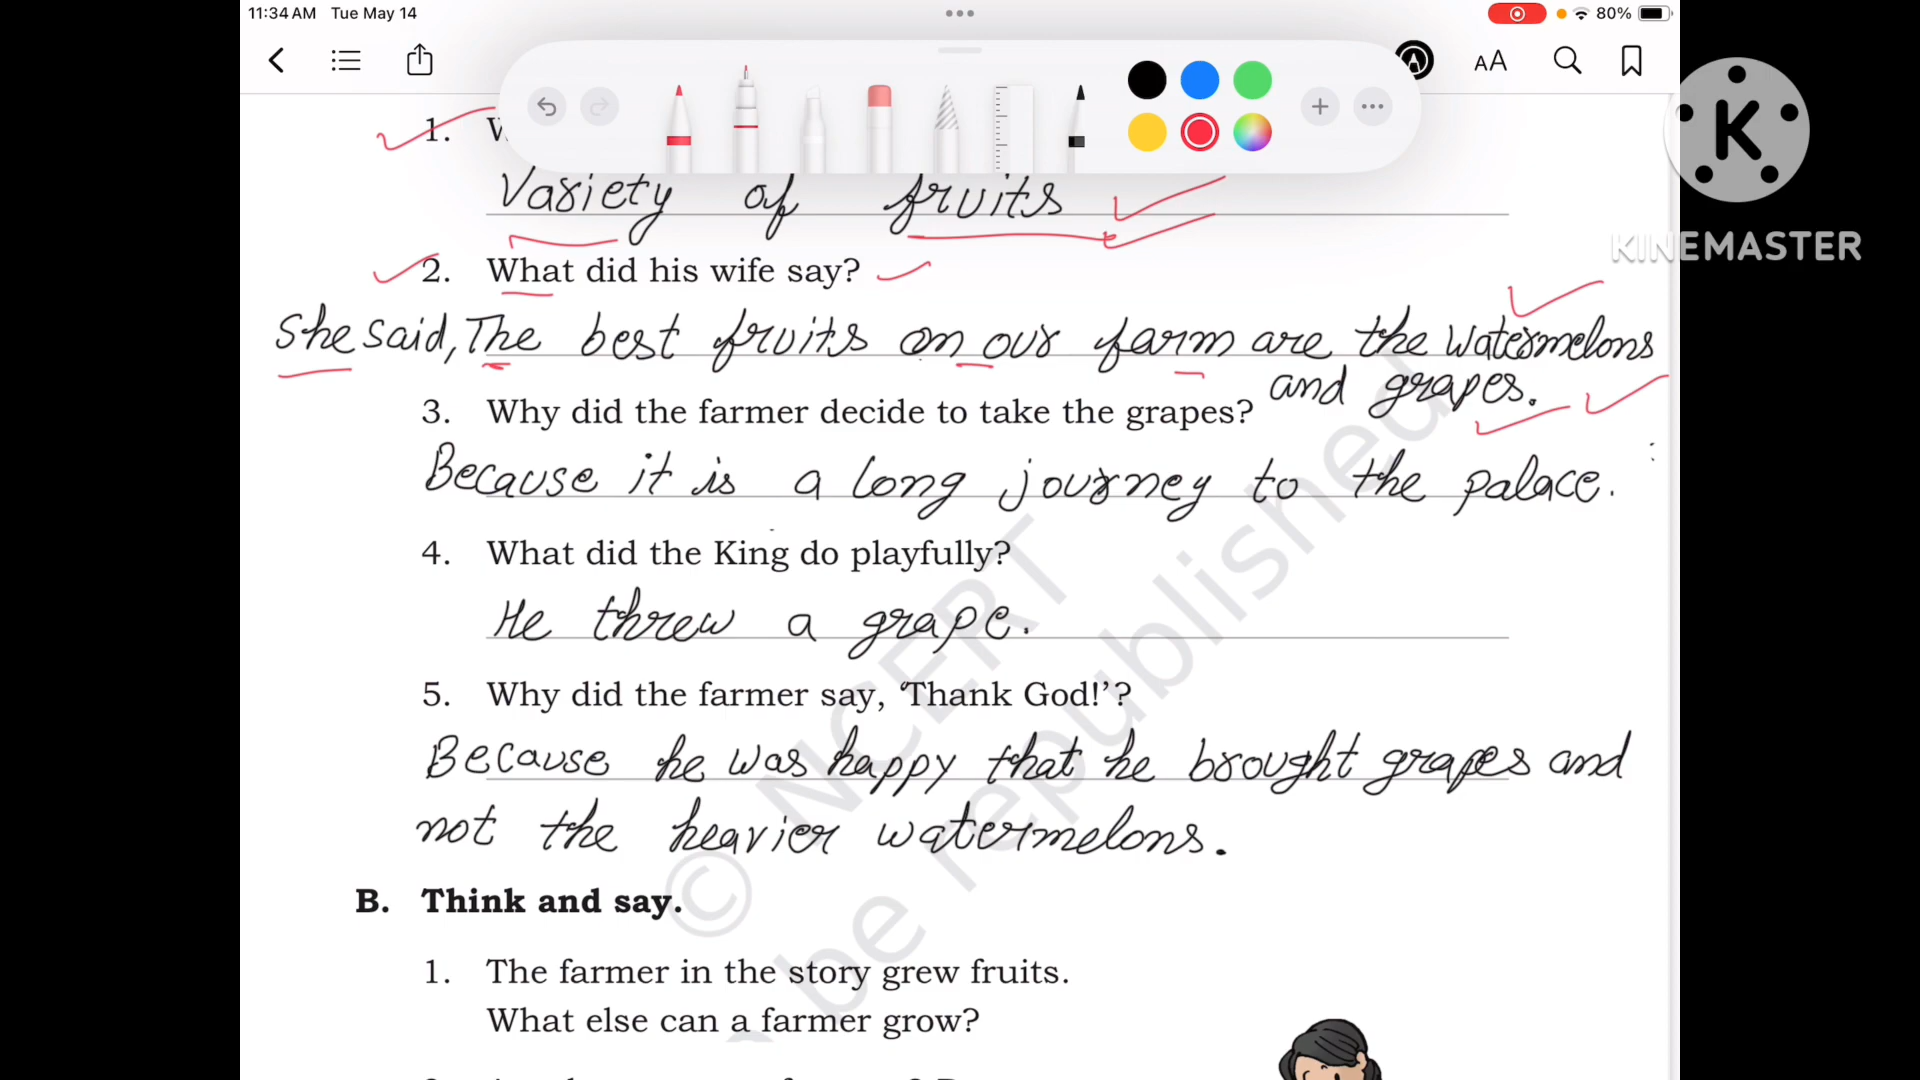 11:34 AM Tue May 14
80%
AA
K
KINEMASTER
1.
Variety of fruits
2. What did his wife say?
She said, The best fruits on our farm are the watermelons
and grapes.
3. Why did the farmer decide to take the grapes?
Because it is a long journey to the palace.
4. What did the King do playfully?
He threw a grape.
5. Why did the farmer say, ‘Thank God!’?
Because he was happy that he brought grapes and
not the heavier watermelons.
B. Think and say.
1. The farmer in the story grew fruits.
What else can a farmer grow?
© NCERT
be republished